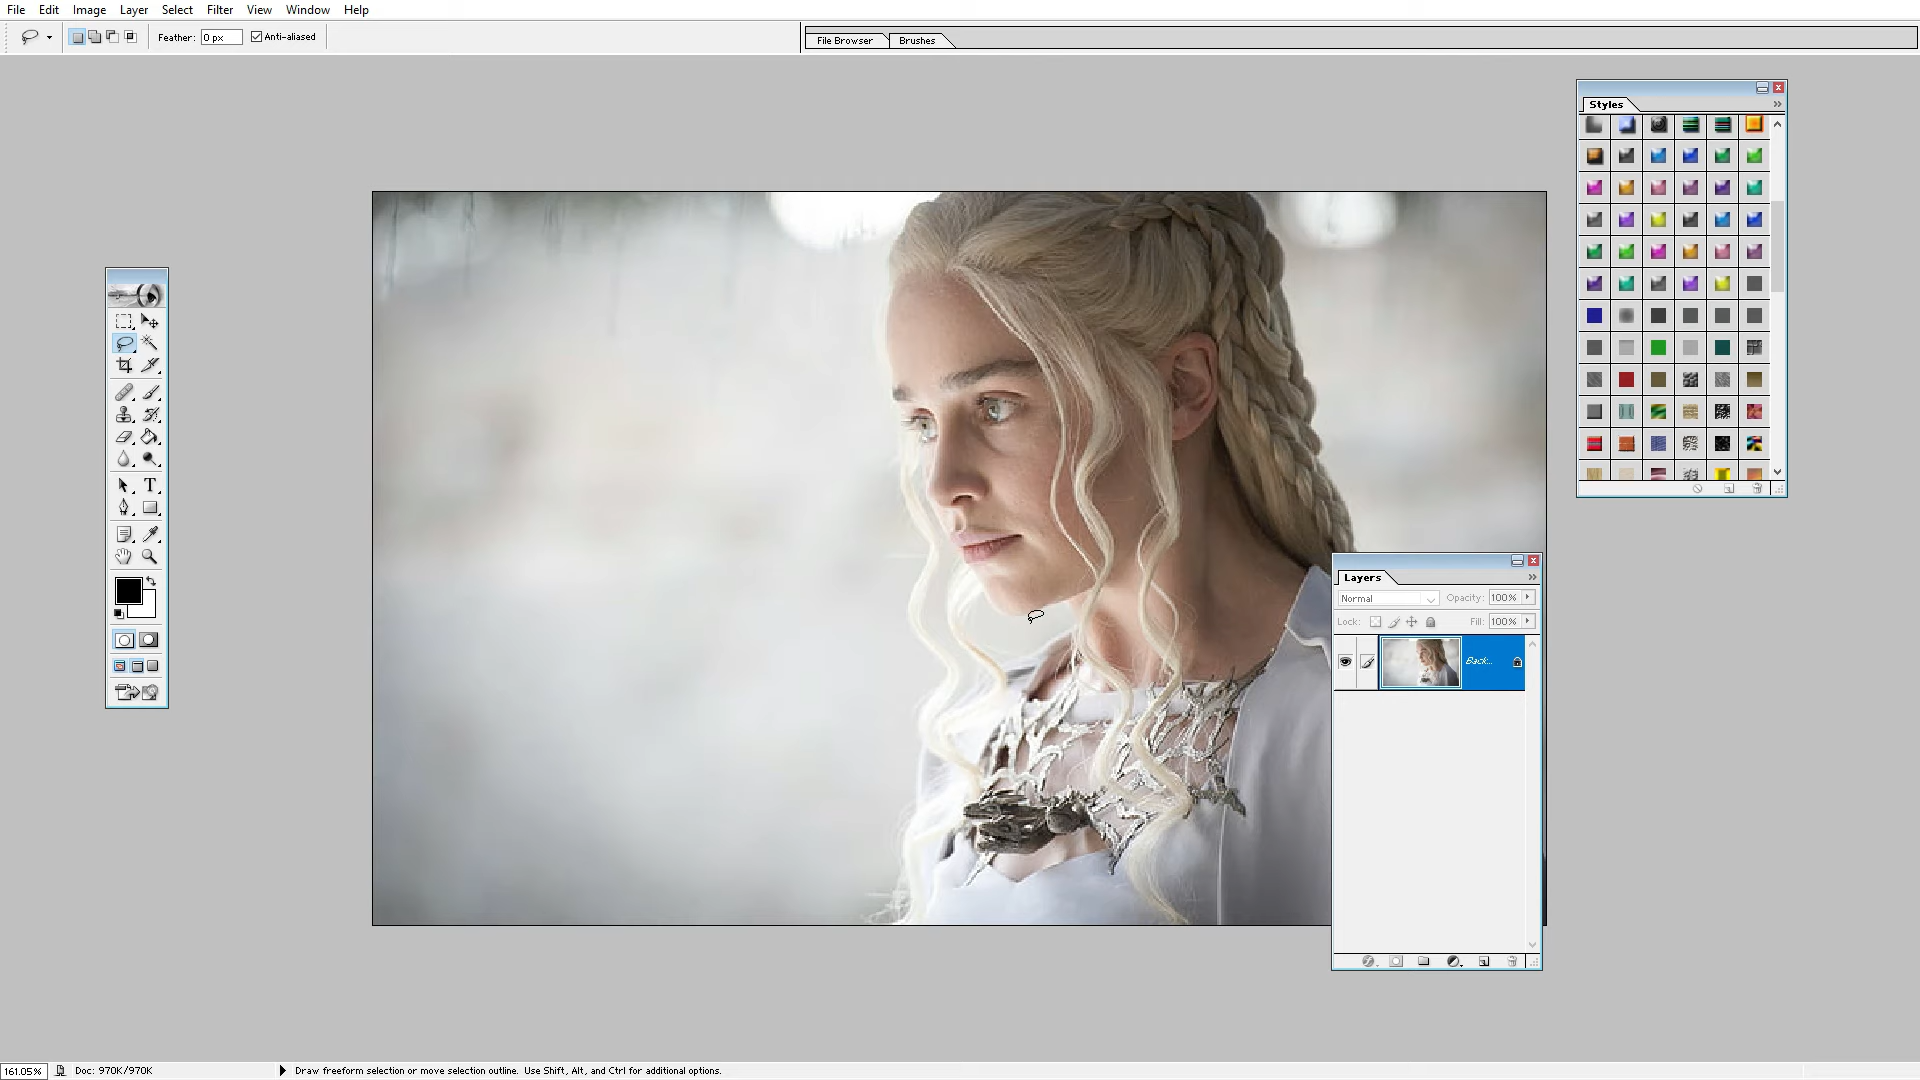 File Edit Image Layer Select Filter View Window Help
Feather: 0 px Anti-aliased
File Browser Brushes
Styles
Layers
Normal Opacity: 100%
Lock: Fill: 100%
Back...
T
161.05% Doc: 970K/970K Draw freeform selection or move selection outline. Use Shift, Alt, and Ctrl for additional options.